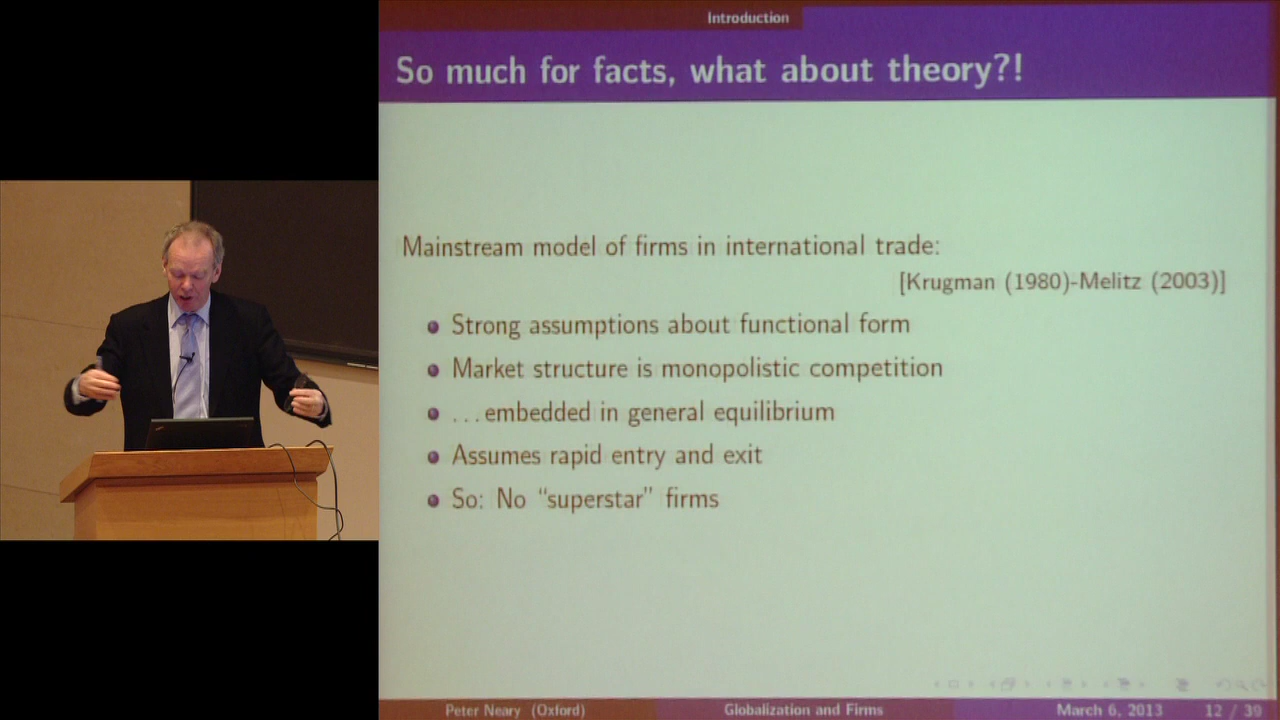 Introduction
So much for facts, what about theory?!
Mainstream model of firms in international trade:
[Krugman (1980)-Melitz (2003)]
Strong assumptions about functional form
Market structure is monopolistic competition
...embedded in general equilibrium
Assumes rapid entry and exit
So: No “superstar” firms
Peter Neary (Oxford) Globalization and Firms March 6, 2013 12 / 39